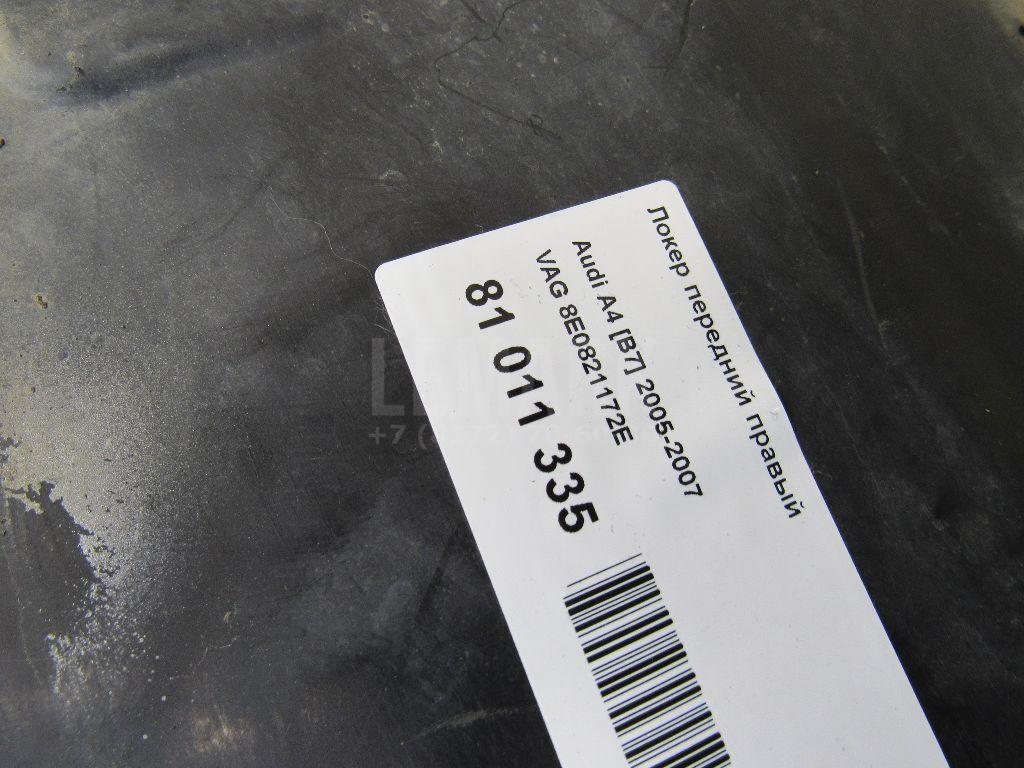 Локер передний правый
Audi A4 [B7] 2005-2007
VAG 8E0821172E
81 011 335